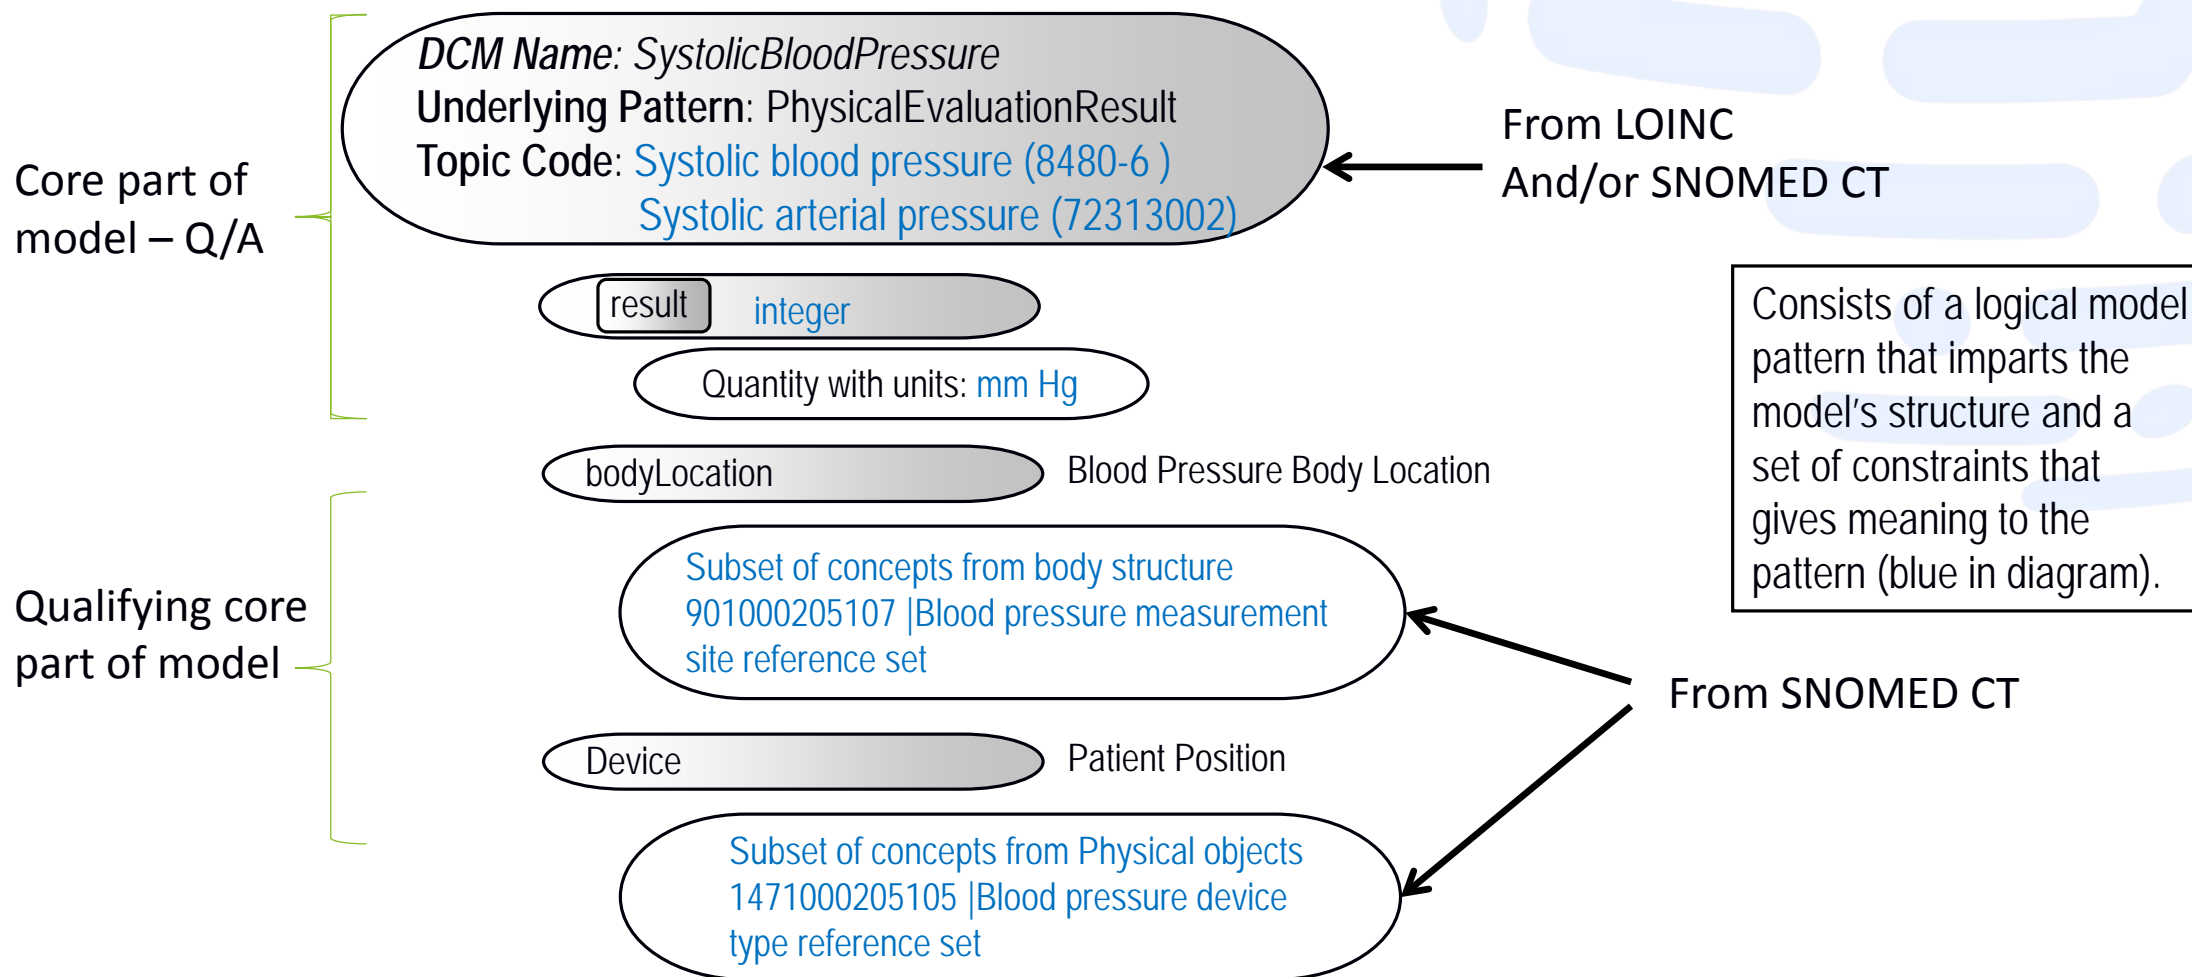 DCM Name: SystolicBloodPressure
Underlying Pattern: PhysicalEvaluationResult
Topic Code: Systolic blood pressure (8480-6 )
Systolic arterial pressure (72313002)
From LOINC
And/or SNOMED CT
Core part of
model – Q/A
result integer
Quantity with units: mm Hg
Consists of a logical model
pattern that imparts the
model's structure and a
set of constraints that
gives meaning to the
pattern (blue in diagram).
bodyLocation Blood Pressure Body Location
Qualifying core
part of model
Subset of concepts from body structure
901000205107 |Blood pressure measurement
site reference set
From SNOMED CT
Device Patient Position
Subset of concepts from Physical objects
1471000205105 |Blood pressure device
type reference set